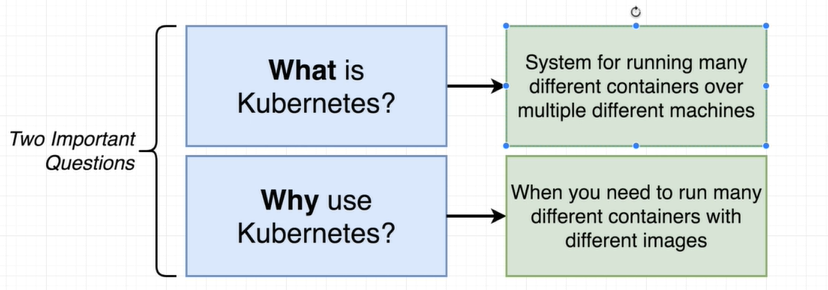 Two Important
Questions
What is
Kubernetes?
System for running many
different containers over
multiple different machines
Why use
Kubernetes?
When you need to run many
different containers with
different images